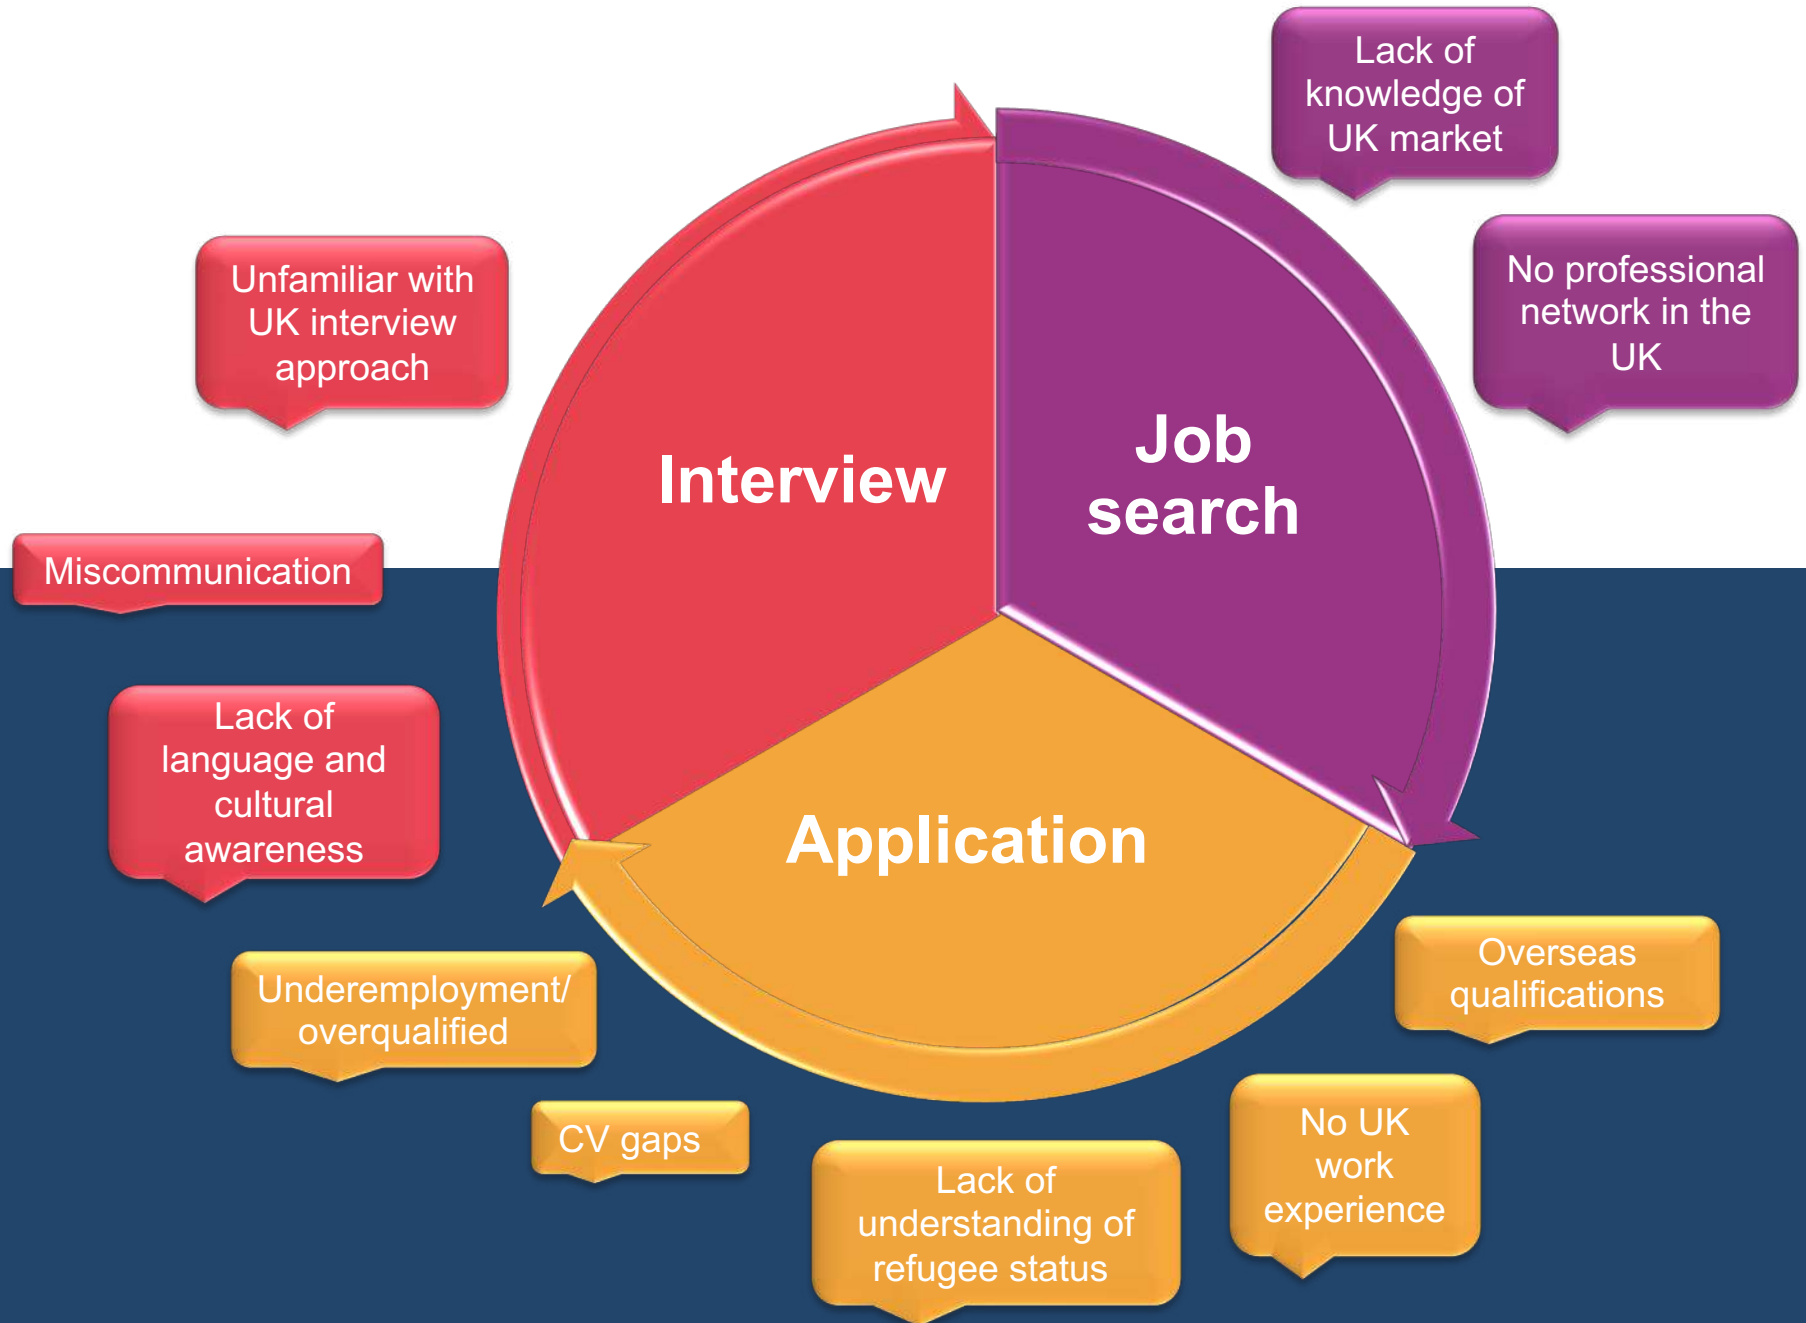 Lack of
knowledge of
UK market
No professional
network in the
UK
Unfamiliar with
UK interview
approach
Interview
Job
search
Miscommunication
Lack of
language and
cultural
awareness
Application
Underemployment/
overqualified
Overseas
qualifications
CV gaps
No UK
work
experience
Lack of
understanding of
refugee status